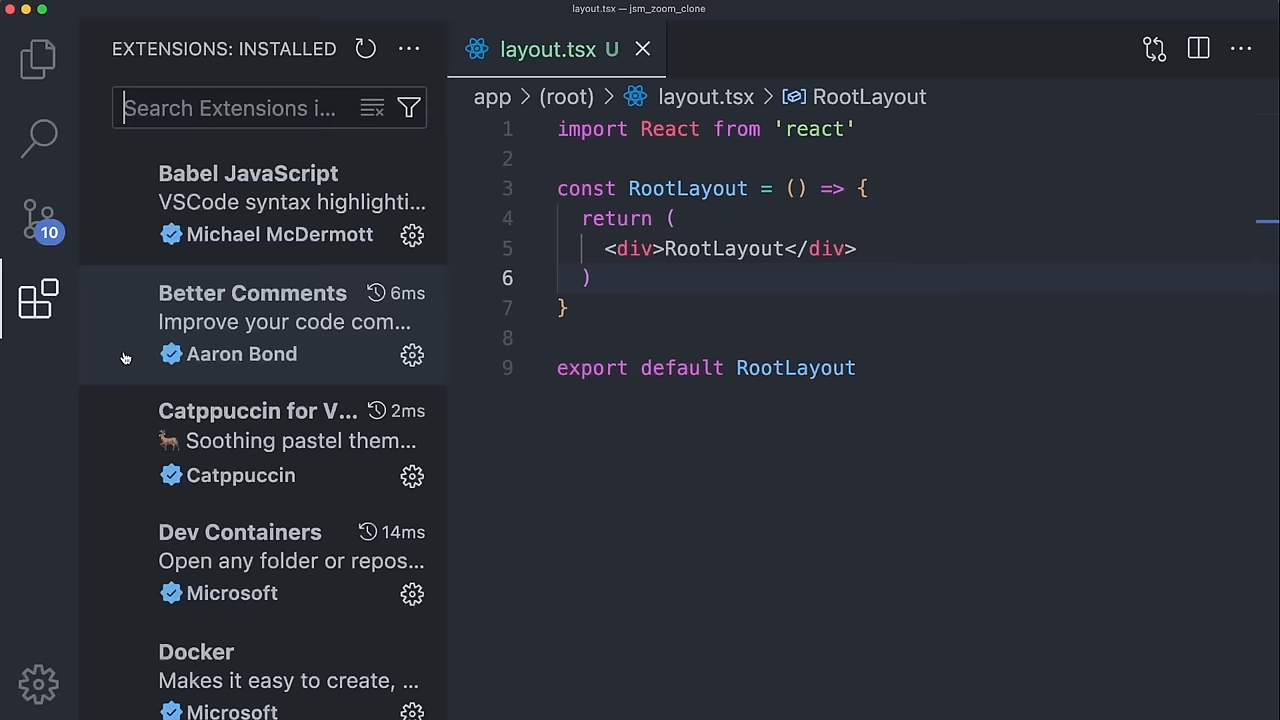 layout.tsx — jsm_zoom_clone
EXTENSIONS: INSTALLED
Search Extensions i...
10
Babel JavaScript
VSCode syntax highlighti...
Michael McDermott
Better Comments 6ms
Improve your code com...
Aaron Bond
Catppuccin for V... 2ms
Soothing pastel them...
Catppuccin
Dev Containers 14ms
Open any folder or repos...
Microsoft
Docker
Makes it easy to create, ...
Microsoft
layout.tsx U
app > (root) > layout.tsx > RootLayout
1 import React from 'react'
2
3 const RootLayout = () => {
4 return (
5 <div>RootLayout</div>
6 )
7 }
8
9 export default RootLayout